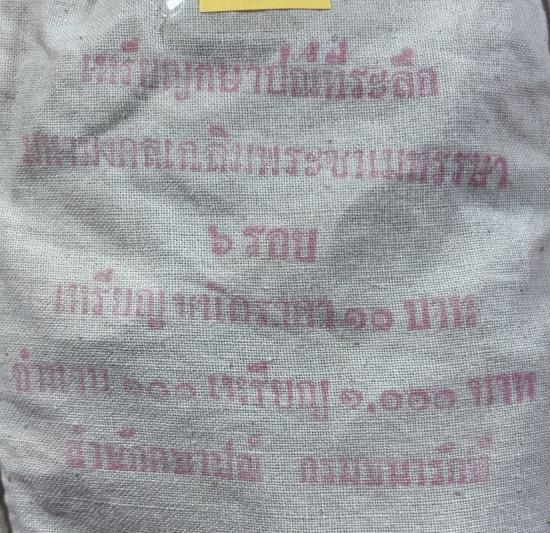 เหรียญกษาปณ์ที่ระลึก
มหามงคลเฉลิมพระชนมพรรษา
๖ รอบ
เหรียญชนิดราคา ๑๐ บาท
จำนวน ๑๐๐ เหรียญ ๑,๐๐๐ บาท
สำนักกษาปณ์ กรมธนารักษ์